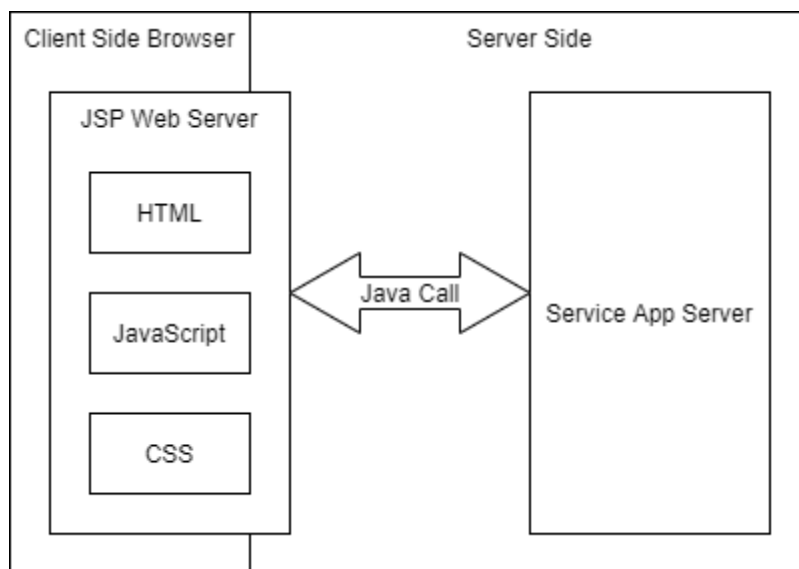 Client Side Browser
Server Side
JSP Web Server
HTML
JavaScript
CSS
Java Call
Service App Server